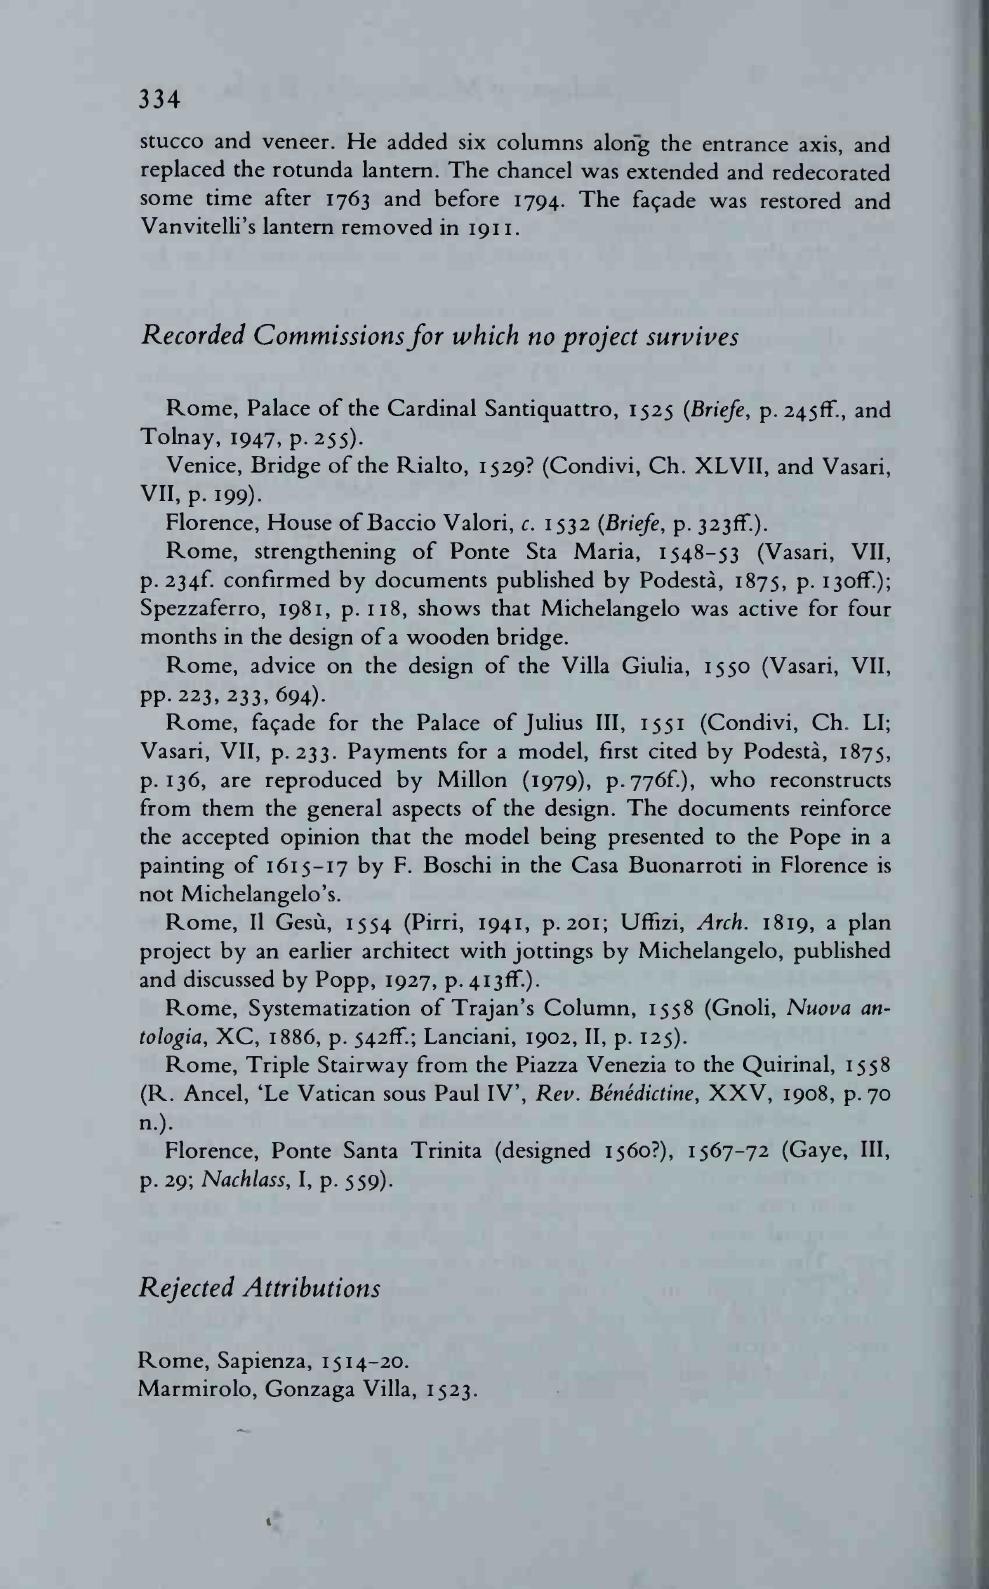 334
stucco and veneer. He added six columns along the entrance axis, and
replaced the rotunda lantern. The chancel was extended and redecorated
some time after 1763 and before 1794. The façade was restored and
Vanvitelli's lantern removed in 1911.
Recorded Commissions for which no project survives
Rome, Palace of the Cardinal Santiquattro, 1525 (Briefe, p. 245ff., and
Tolnay, 1947, p. 255).
Venice, Bridge of the Rialto, 1529? (Condivi, Ch. XLVII, and Vasari,
VII, p. 199).
Florence, House of Baccio Valori, c. 1532 (Briefe, p. 323ff.).
Rome, strengthening of Ponte Sta Maria, 1548–53 (Vasari, VII,
p. 234f. confirmed by documents published by Podestà, 1875, p. 130ff.);
Spezzaferro, 1981, p. 118, shows that Michelangelo was active for four
months in the design of a wooden bridge.
Rome, advice on the design of the Villa Giulia, 1550 (Vasari, VII,
pp. 223, 233, 694).
Rome, façade for the Palace of Julius III, 1551 (Condivi, Ch. LI;
Vasari, VII, p. 233. Payments for a model, first cited by Podestà, 1875,
p. 136, are reproduced by Millon (1979), p. 776f.), who reconstructs
from them the general aspects of the design. The documents reinforce
the accepted opinion that the model being presented to the Pope in a
painting of 1615–17 by F. Boschi in the Casa Buonarroti in Florence is
not Michelangelo's.
Rome, Il Gesù, 1554 (Pirri, 1941, p. 201; Uffizi, Arch. 1819, a plan
project by an earlier architect with jottings by Michelangelo, published
and discussed by Popp, 1927, p. 413ff.).
Rome, Systematization of Trajan's Column, 1558 (Gnoli, Nuova an-
tologia, XC, 1886, p. 542ff.; Lanciani, 1902, II, p. 125).
Rome, Triple Stairway from the Piazza Venezia to the Quirinal, 1558
(R. Ancel, 'Le Vatican sous Paul IV', Rev. Bénédictine, XXV, 1908, p. 70
n.).
Florence, Ponte Santa Trinita (designed 1560?), 1567–72 (Gaye, III,
p. 29; Nachlass, I, p. 559).
Rejected Attributions
Rome, Sapienza, 1514–20.
Marmirolo, Gonzaga Villa, 1523.